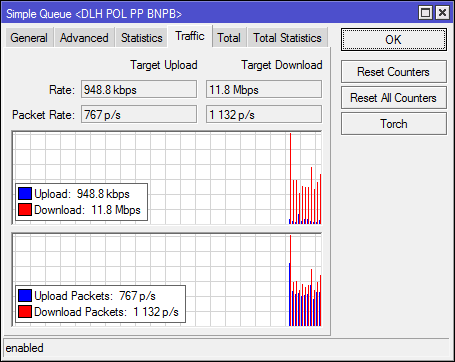 Simple Queue <DLH POL PP BNPB>
General Advanced Statistics Traffic Total Total Statistics
OK
Reset Counters
Reset All Counters
Torch
Target Upload Target Download
Rate: 948.8 kbps 11.8 Mbps
Packet Rate: 767 p/s 1 132 p/s
Upload: 948.8 kbps
Download: 11.8 Mbps
Upload Packets: 767 p/s
Download Packets: 1 132 p/s
enabled